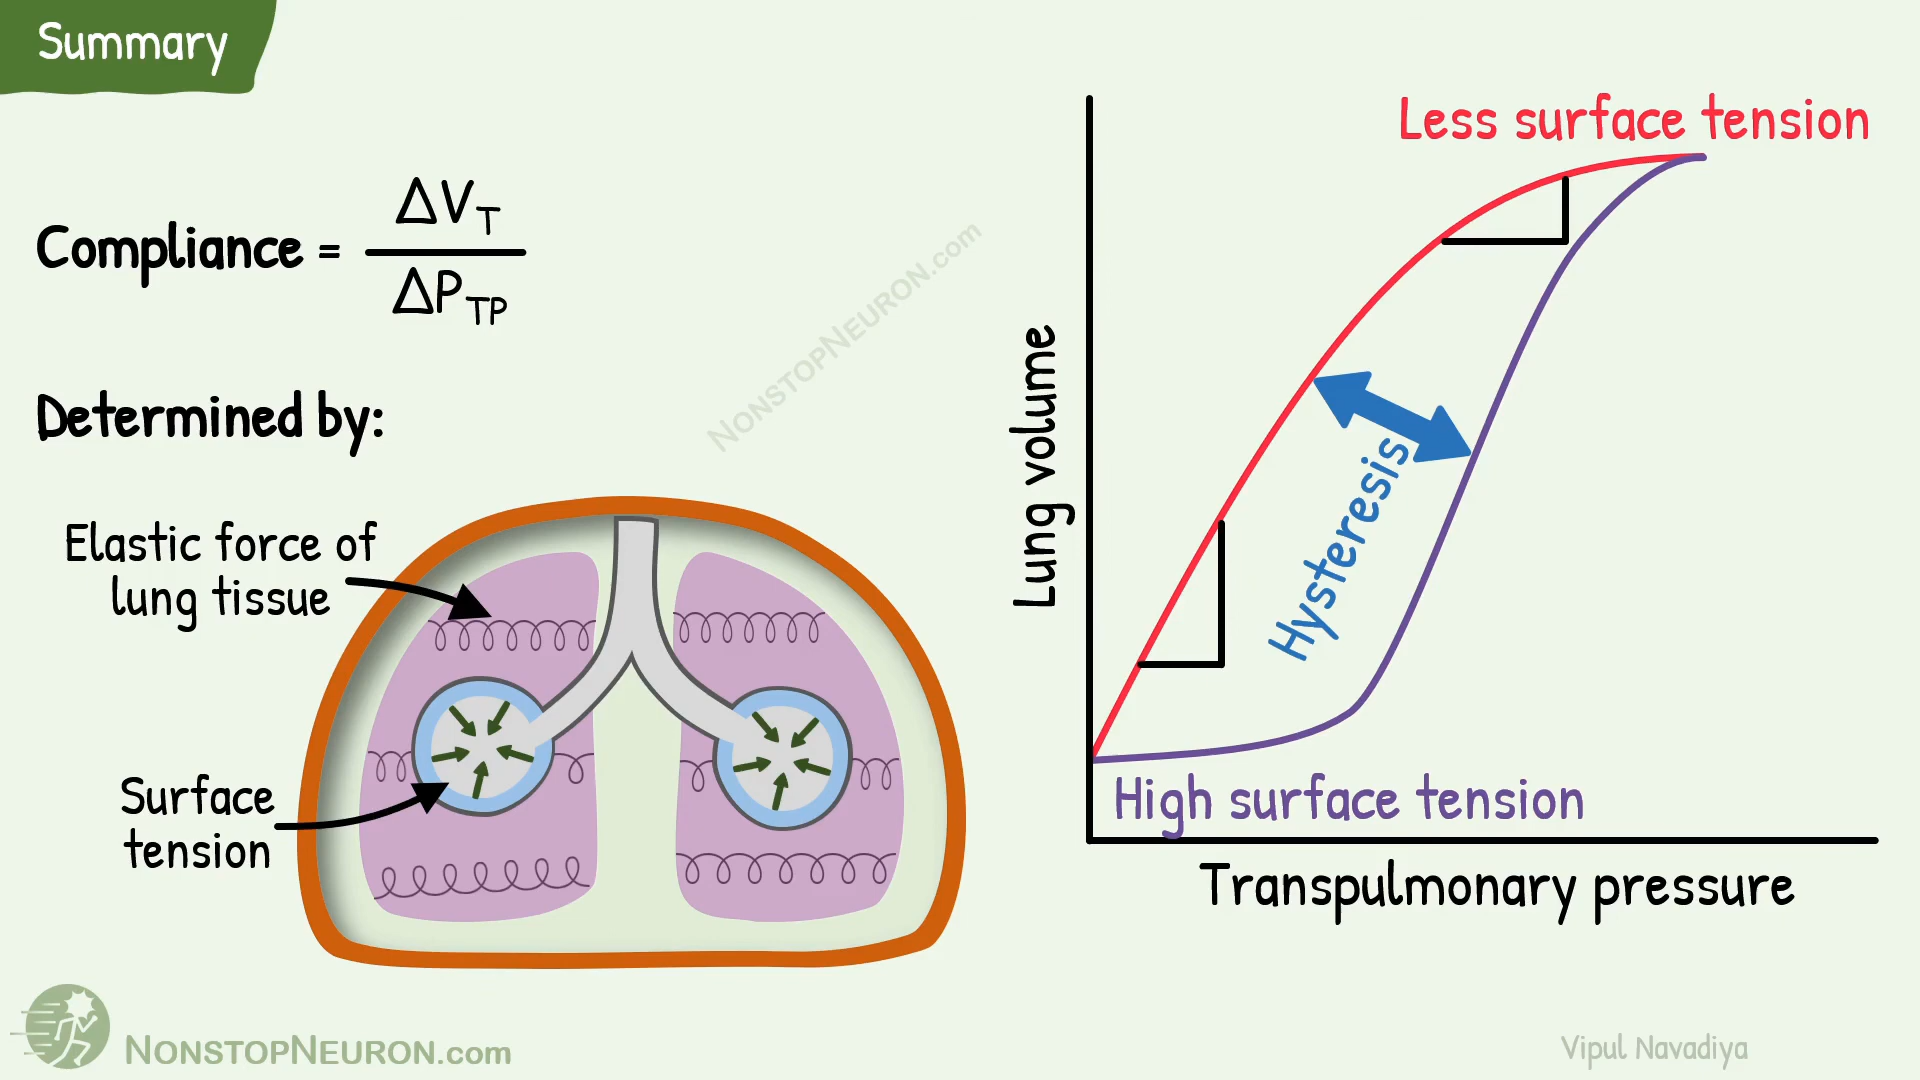 Summary
Compliance = ΔV_T / ΔP_TP
Determined by:
Elastic force of
lung tissue
Surface
tension
Less surface tension
Lung volume
Hysteresis
High surface tension
Transpulmonary pressure
NONSTOPNEURON.com
NONSTOPNEURON.com
Vipul Navadiya